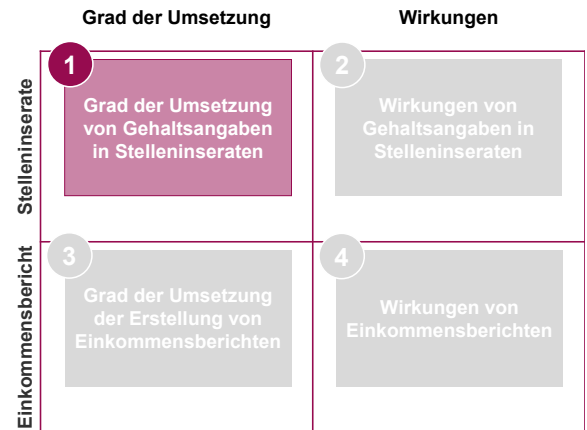 Grad der Umsetzung
Wirkungen
Stelleninserate
1
Grad der Umsetzung
von Gehaltsangaben
in Stelleninseraten
2
Wirkungen von
Gehaltsangaben in
Stelleninseraten
Einkommensbericht
3
Grad der Umsetzung
der Erstellung von
Einkommensberichten
4
Wirkungen von
Einkommensberichten